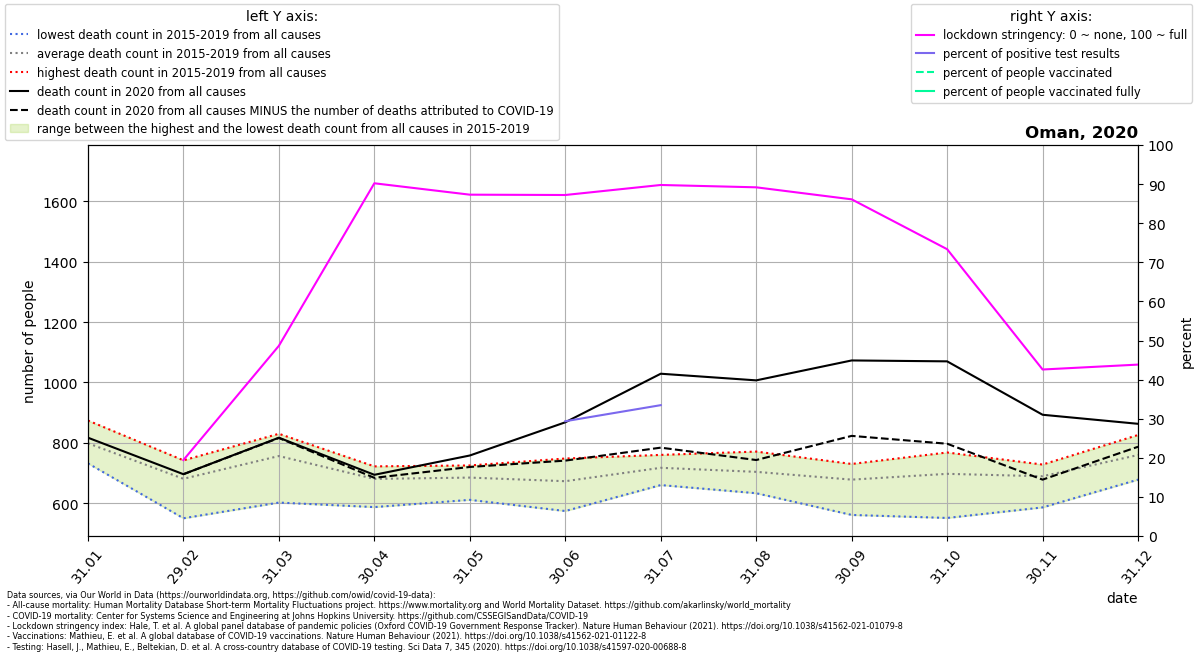 left Y axis:
lowest death count in 2015-2019 from all causes
average death count in 2015-2019 from all causes
highest death count in 2015-2019 from all causes
death count in 2020 from all causes
death count in 2020 from all causes MINUS the number of deaths attributed to COVID-19
range between the highest and the lowest death count from all causes in 2015-2019
right Y axis:
lockdown stringency: 0 ~ none, 100 ~ full
percent of positive test results
percent of people vaccinated
percent of people vaccinated fully
Oman, 2020
number of people
1600
1400
1200
1000
800
600
100
90
80
70
60
50
40
30
20
10
0
percent
31.01
29.02
31.03
30.04
31.05
30.06
31.07
31.08
30.09
31.10
30.11
31.12
date
Data sources, via Our World in Data (https://ourworldindata.org, https://github.com/owid/covid-19-data):
- All-cause mortality: Human Mortality Database Short-term Mortality Fluctuations project. https://www.mortality.org and World Mortality Dataset. https://github.com/akarlinsky/world_mortality
- COVID-19 mortality: Center for Systems Science and Engineering at Johns Hopkins University. https://github.com/CSSEGISandData/COVID-19
- Lockdown stringency index: Hale, T. et al. A global panel database of pandemic policies (Oxford COVID-19 Government Response Tracker). Nature Human Behaviour (2021). https://doi.org/10.1038/s41562-021-01079-8
- Vaccinations: Mathieu, E. et al. A global database of COVID-19 vaccinations. Nature Human Behaviour (2021). https://doi.org/10.1038/s41562-021-01122-8
- Testing: Hasell, J., Mathieu, E., Beltekian, D. et al. A cross-country database of COVID-19 testing. Sci Data 7, 345 (2020). https://doi.org/10.1038/s41597-020-00688-8